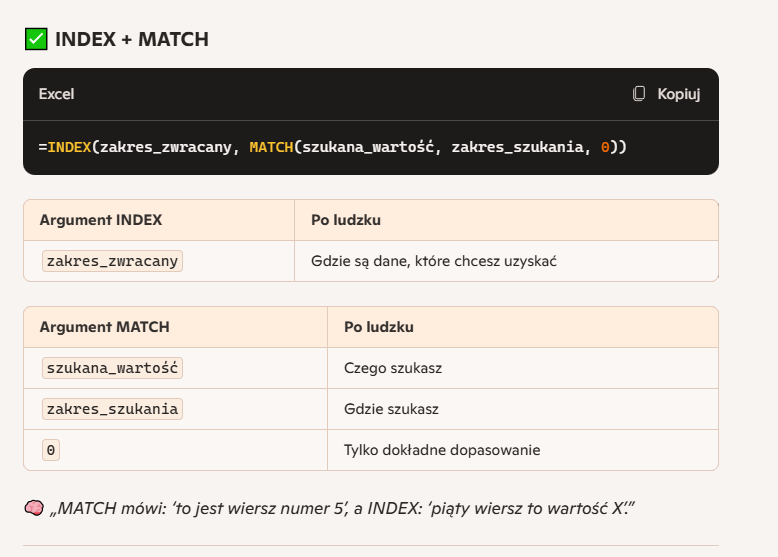 ✅ INDEX + MATCH
Excel
Kopiuj
=INDEX(zakres_zwracany, MATCH(szukana_wartość, zakres_szukania, 0))
Argument INDEX Po ludzku
zakres_zwracany Gdzie są dane, które chcesz uzyskać
Argument MATCH Po ludzku
szukana_wartość Czego szukasz
zakres_szukania Gdzie szukasz
0 Tylko dokładne dopasowanie
🧠 „MATCH mówi: ‘to jest wiersz numer 5’, a INDEX: ‘piąty wiersz to wartość X’.”